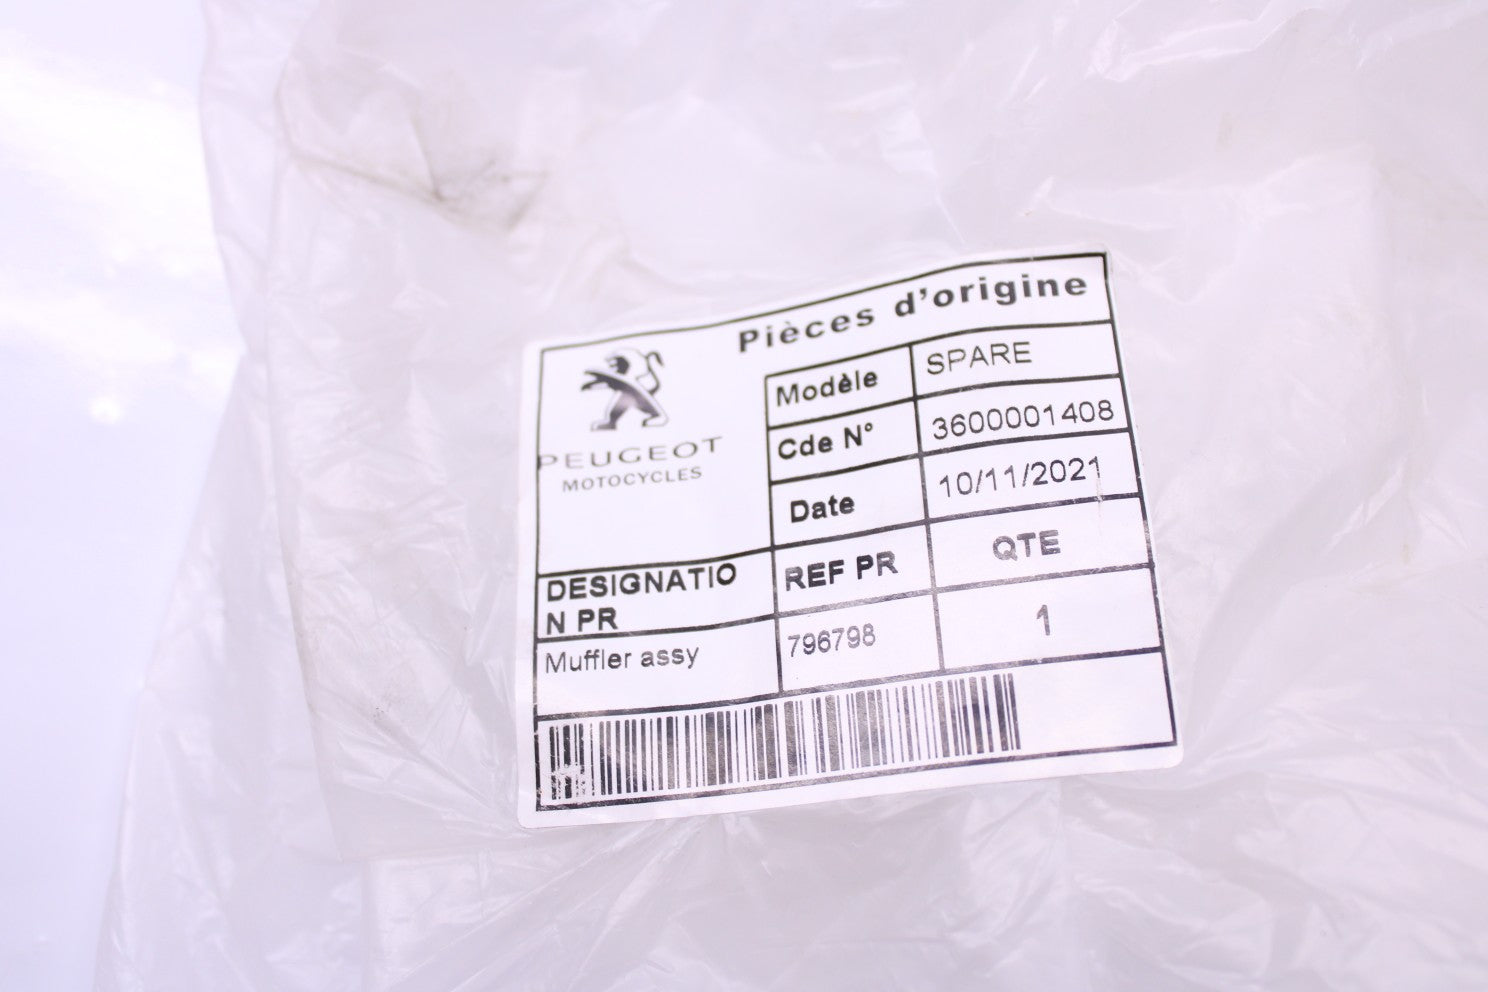 Pièces d'origine
PEUGEOT
MOTOCYCLES
Modèle SPARE
Cde N° 3600001408
Date 10/11/2021
DESIGNATIO
N PR
REF PR
QTE
Muffler assy
796798
1